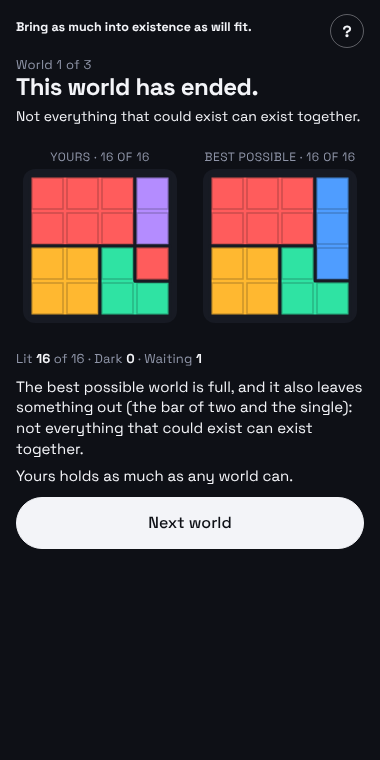 Bring as much into existence as will fit.
?
World 1 of 3
This world has ended.
Not everything that could exist can exist together.
YOURS · 16 OF 16
BEST POSSIBLE · 16 OF 16
Lit 16 of 16 · Dark 0 · Waiting 1
The best possible world is full, and it also leaves
something out (the bar of two and the single):
not everything that could exist can exist
together.
Yours holds as much as any world can.
Next world